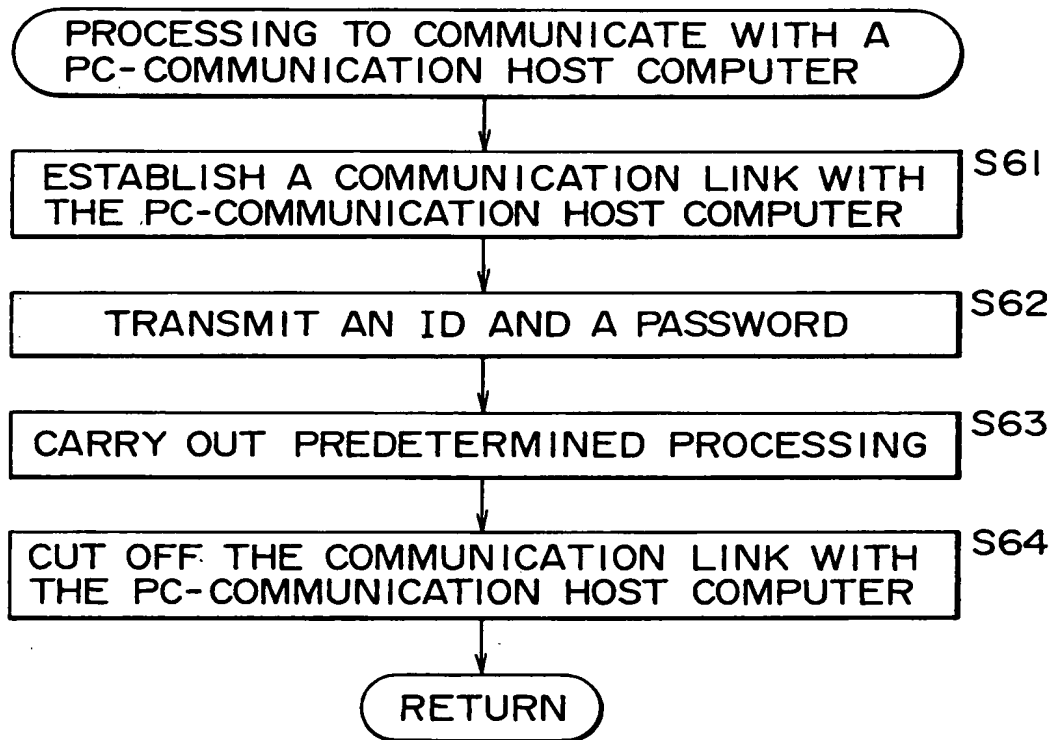 PROCESSING TO COMMUNICATE WITH A
PC-COMMUNICATION HOST COMPUTER
S61
ESTABLISH A COMMUNICATION LINK WITH
THE PC-COMMUNICATION HOST COMPUTER
S62
TRANSMIT AN ID AND A PASSWORD
S63
CARRY OUT PREDETERMINED PROCESSING
S64
CUT OFF THE COMMUNICATION LINK WITH
THE PC-COMMUNICATION HOST COMPUTER
RETURN